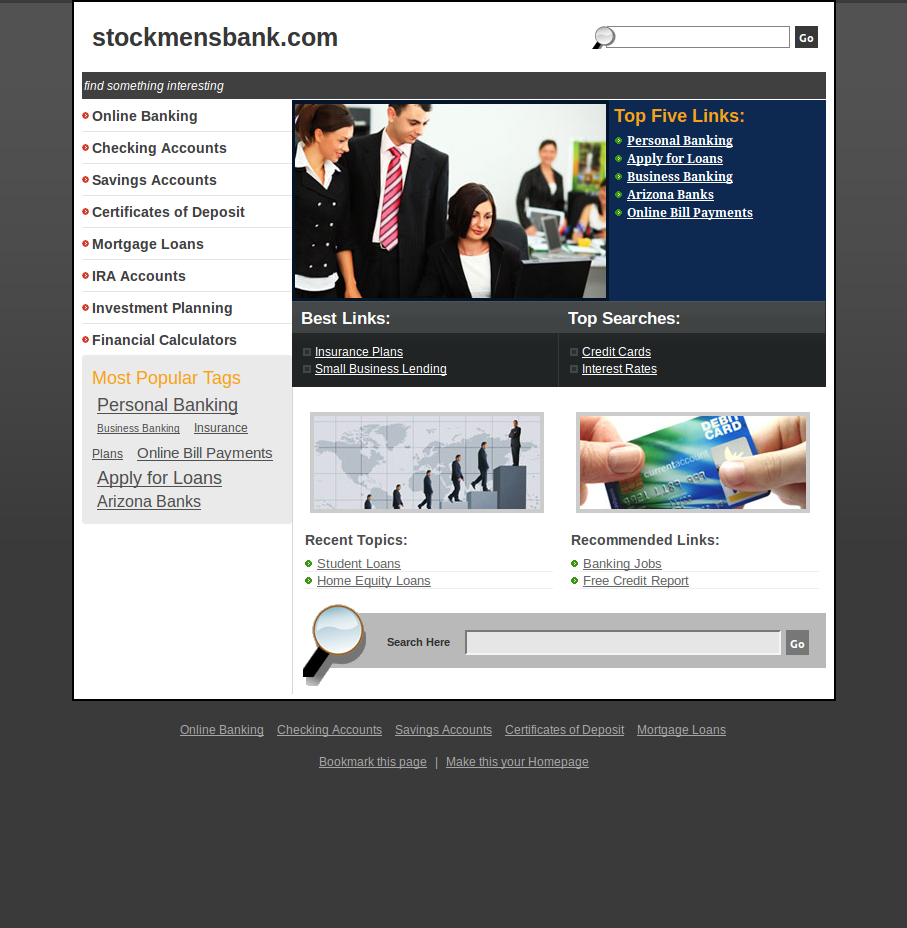 stockmensbank.com
Go
find something interesting
Online Banking
Checking Accounts
Savings Accounts
Certificates of Deposit
Mortgage Loans
IRA Accounts
Investment Planning
Financial Calculators
Most Popular Tags
Personal Banking
Business Banking Insurance
Plans Online Bill Payments
Apply for Loans
Arizona Banks
Top Five Links:
Personal Banking
Apply for Loans
Business Banking
Arizona Banks
Online Bill Payments
Best Links:
Insurance Plans
Small Business Lending
Top Searches:
Credit Cards
Interest Rates
DEBIT
CARD
currentaccount
Recent Topics:
Student Loans
Home Equity Loans
Recommended Links:
Banking Jobs
Free Credit Report
Search Here
Go
Online Banking Checking Accounts Savings Accounts Certificates of Deposit Mortgage Loans
Bookmark this page | Make this your Homepage